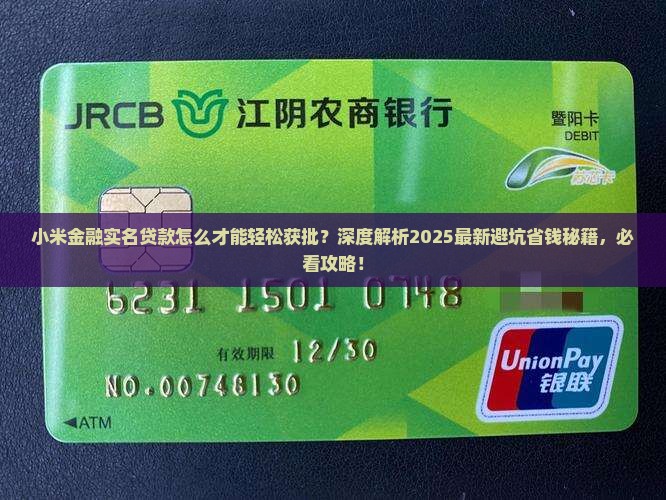 JRCB 江阴农商银行
暨阳卡
DEBIT
小米金融实名贷款怎么才能轻松获批？深度解析2025最新避坑省钱秘籍，必
看攻略！
6231 1501 0748
有效期限 12/30
NO.00748130
UnionPay
银联
◄ATM